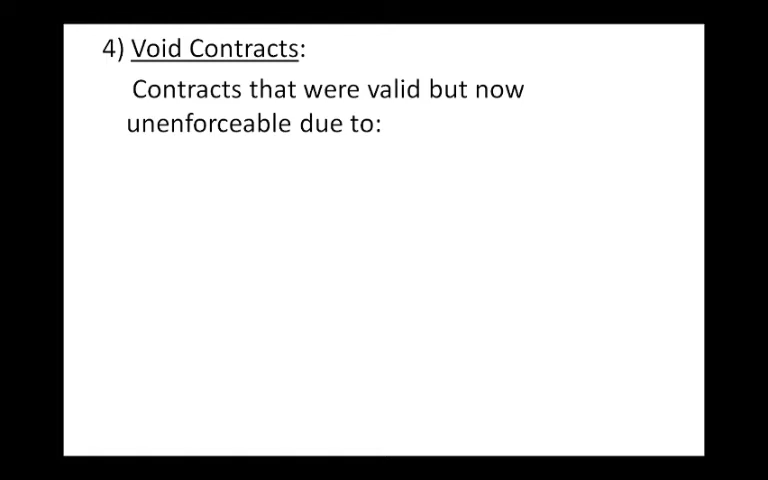 4) Void Contracts:
Contracts that were valid but now
unenforceable due to: